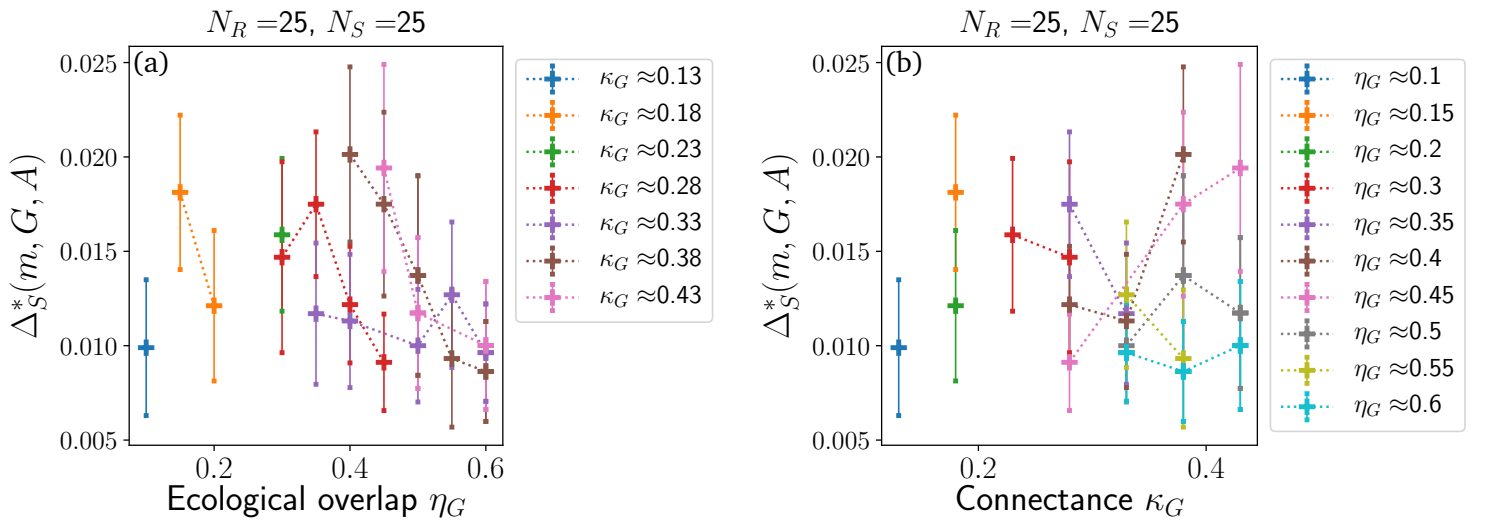 N_R =25, N_S =25
(a)
0.025
0.020
0.015
0.010
0.005
Δ*_S(m, G, A)
0.2 0.4 0.6
Ecological overlap η_G
κ_G ≈0.13
κ_G ≈0.18
κ_G ≈0.23
κ_G ≈0.28
κ_G ≈0.33
κ_G ≈0.38
κ_G ≈0.43
N_R =25, N_S =25
(b)
0.025
0.020
0.015
0.010
0.005
Δ*_S(m, G, A)
0.2 0.4
Connectance κ_G
η_G ≈0.1
η_G ≈0.15
η_G ≈0.2
η_G ≈0.3
η_G ≈0.35
η_G ≈0.4
η_G ≈0.45
η_G ≈0.5
η_G ≈0.55
η_G ≈0.6